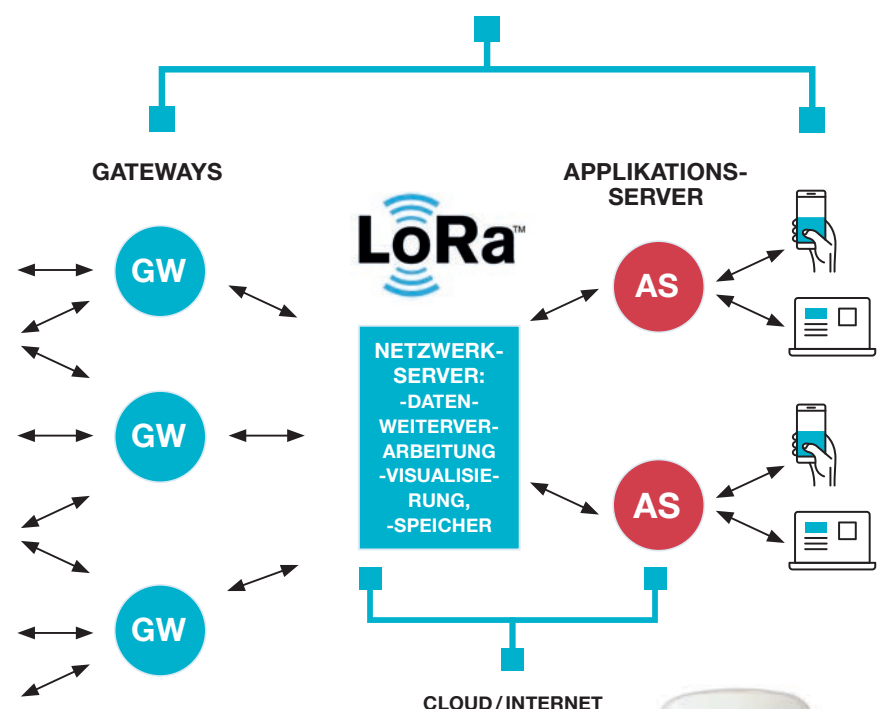 GATEWAYS
APPLIKATIONS-
SERVER
LoRa™
GW
AS
NETZWERK-
SERVER:
-DATEN-
WEITERVER-
ARBEITUNG
-VISUALISIE-
RUNG,
-SPEICHER
GW
AS
GW
CLOUD/INTERNET